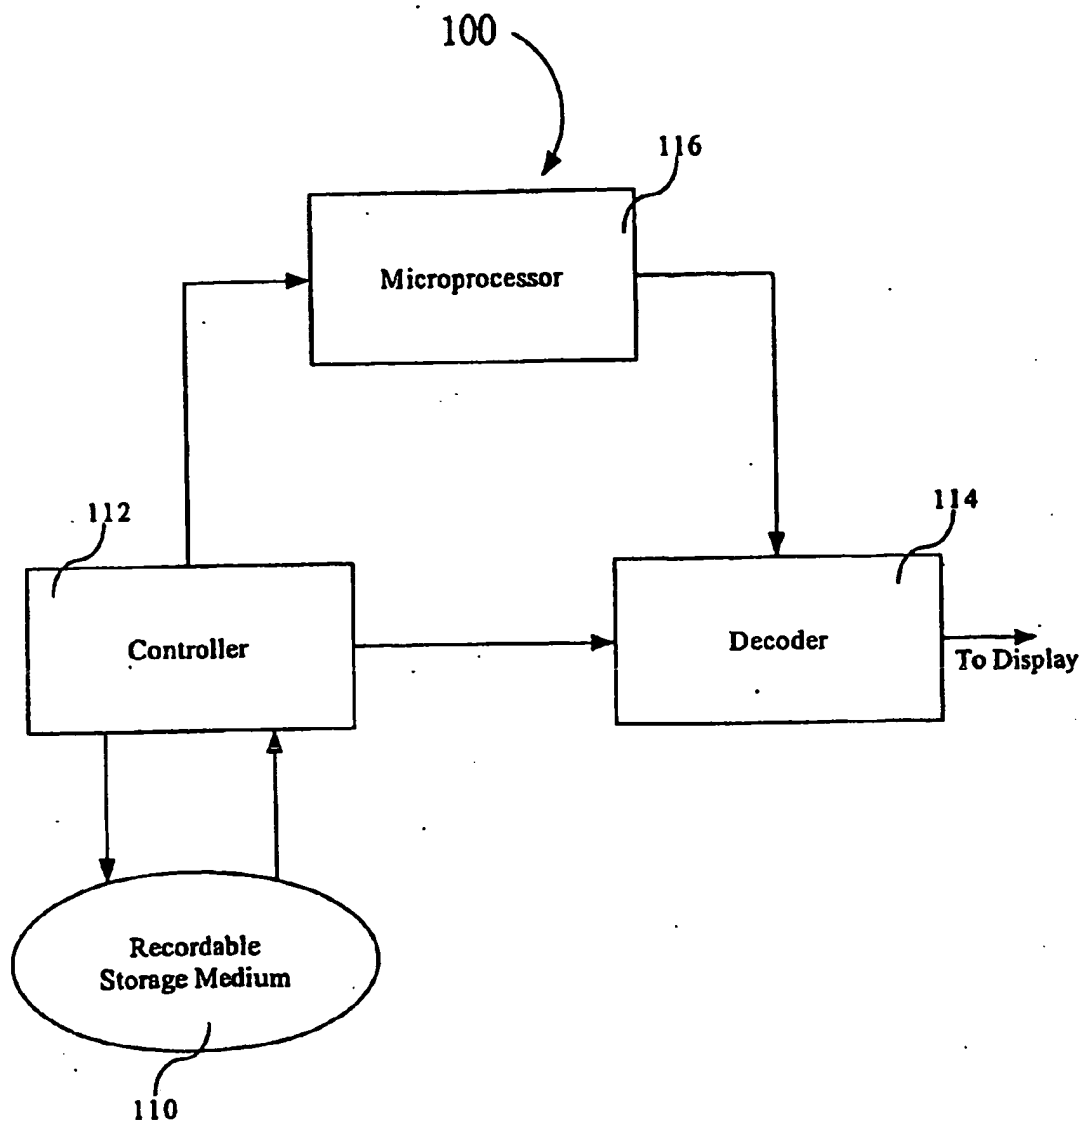 100
116
Microprocessor
112
114
Controller
Decoder
To Display
Recordable
Storage Medium
110